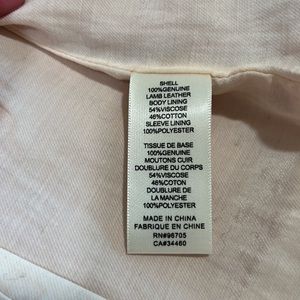 SHELL
100%GENUINE
LAMB LEATHER
BODY LINING
54%VISCOSE
46%COTTON
SLEEVE LINING
100%POLYESTER
TISSUE DE BASE
100%GENUINE
MOUTONS CUIR
DOUBLURE DU CORPS
54%VISCOSE
46%COTON
DOUBLURE DE
LA MANCHE
100%POLYESTER
MADE IN CHINA
FABRIQUE EN CHINE
RN#96705
CA#34460